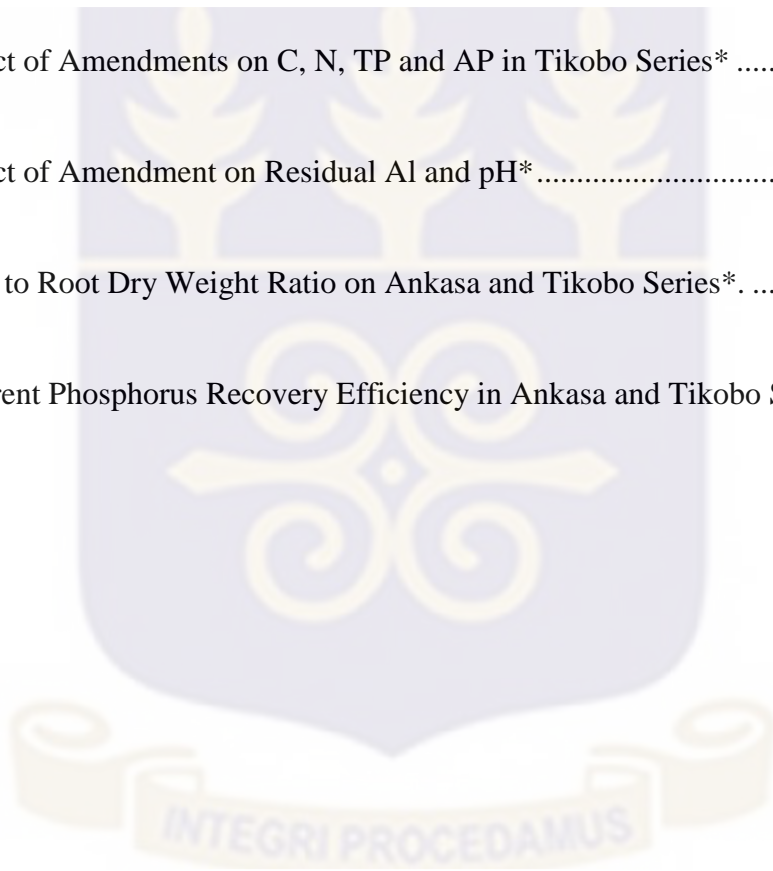 ct of Amendments on C, N, TP and AP in Tikobo Series* .....
ct of Amendment on Residual Al and pH*............................
to Root Dry Weight Ratio on Ankasa and Tikobo Series*. ...
rent Phosphorus Recovery Efficiency in Ankasa and Tikobo S
INTEGRI PROCEDAMUS